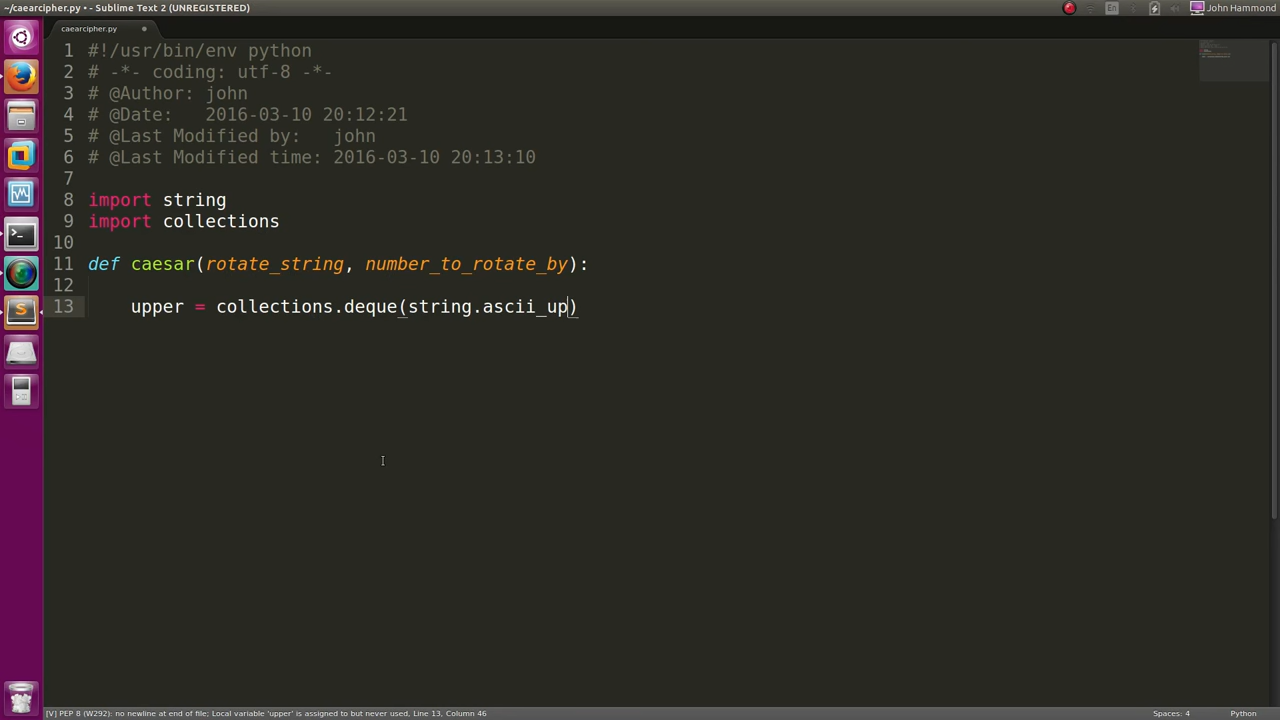 ~/caearcipher.py • - Sublime Text 2 (UNREGISTERED)
En
John Hammond
caearcipher.py
1 #!/usr/bin/env python
2 # -*- coding: utf-8 -*-
3 # @Author: john
4 # @Date:   2016-03-10 20:12:21
5 # @Last Modified by:   john
6 # @Last Modified time: 2016-03-10 20:13:10
7
8 import string
9 import collections
10
11 def caesar(rotate_string, number_to_rotate_by):
12
13     upper = collections.deque(string.ascii_up)
[V] PEP 8 (W292): no newline at end of file; Local variable 'upper' is assigned to but never used, Line 13, Column 46
Spaces: 4
Python